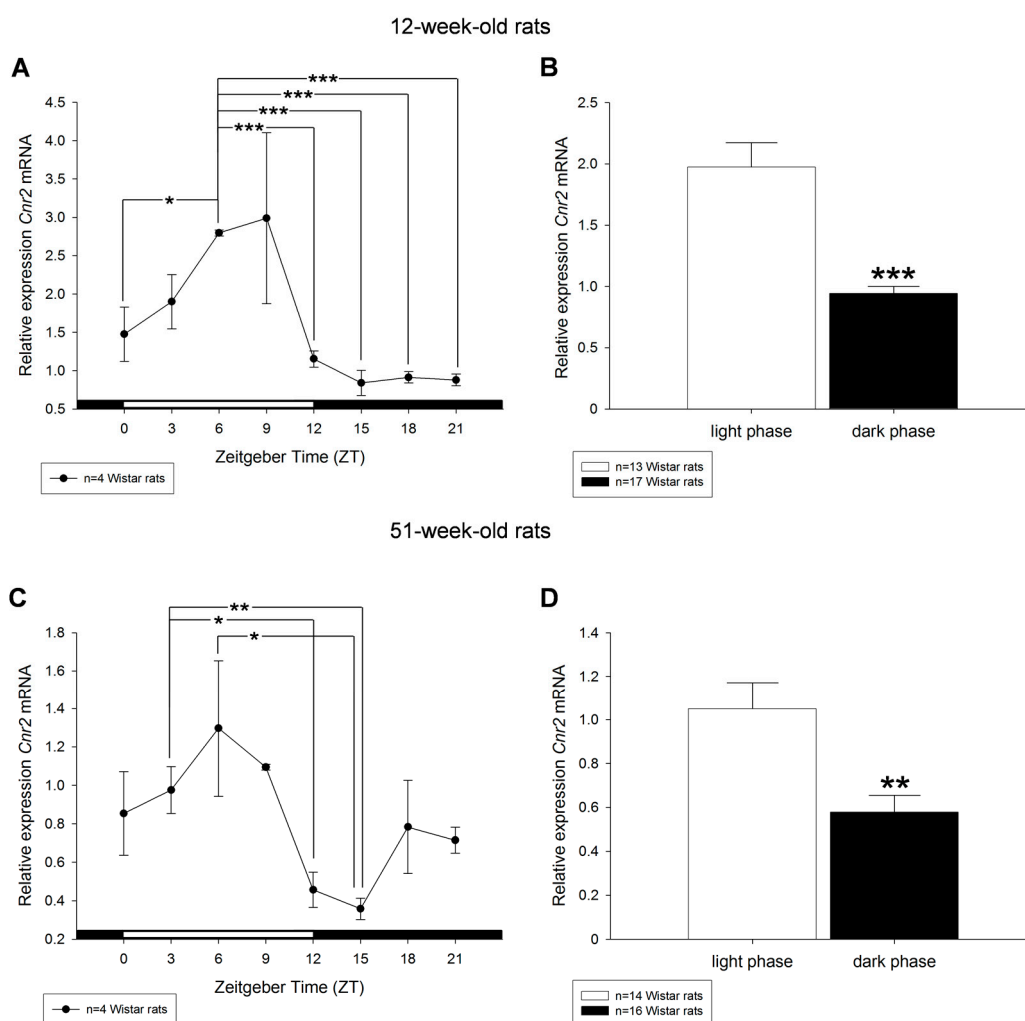 12-week-old rats
A
Relative expression Cnr2 mRNA
4.5
4.0
3.5
3.0
2.5
2.0
1.5
1.0
0.5
***
***
***
***
*
0 3 6 9 12 15 18 21
Zeitgeber Time (ZT)
n=4 Wistar rats
B
Relative expression Cnr2 mRNA
2.5
2.0
1.5
1.0
0.5
0
***
light phase dark phase
n=13 Wistar rats
n=17 Wistar rats
51-week-old rats
C
Relative expression Cnr2 mRNA
1.8
1.6
1.4
1.2
1.0
0.8
0.6
0.4
0.2
**
*
*
0 3 6 9 12 15 18 21
Zeitgeber Time (ZT)
n=4 Wistar rats
D
Relative expression Cnr2 mRNA
1.4
1.2
1.0
0.8
0.6
0.4
0.2
0
**
light phase dark phase
n=14 Wistar rats
n=16 Wistar rats